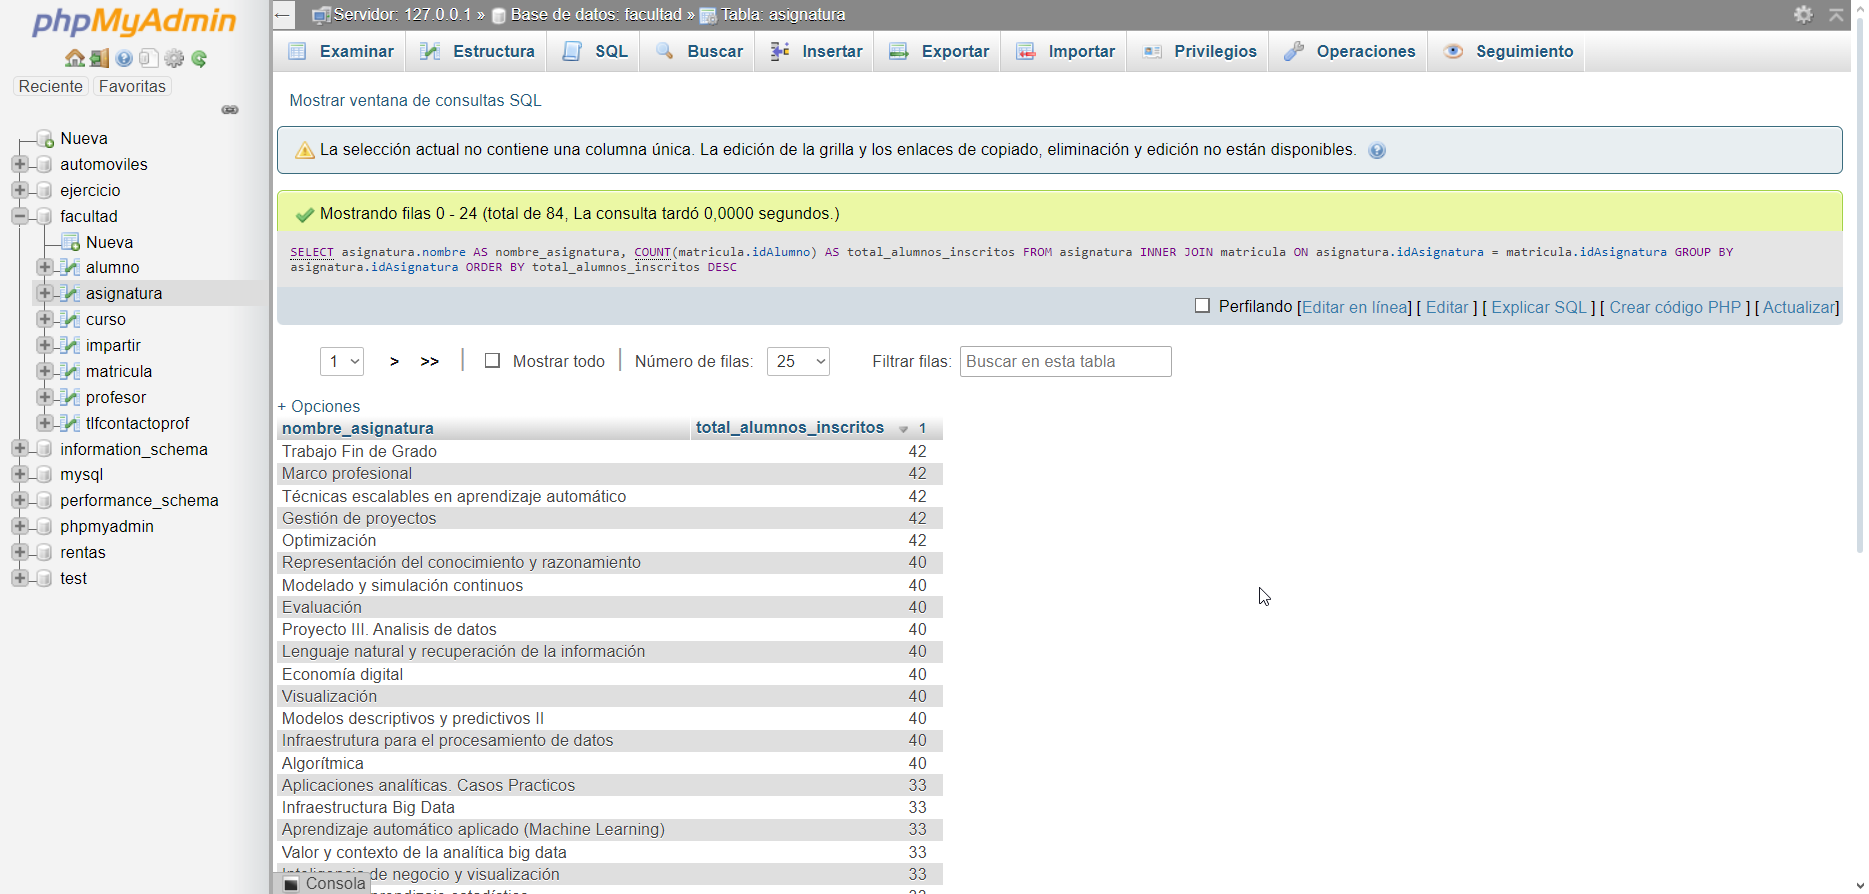 phpMyAdmin
Reciente Favoritas
Nueva
automoviles
ejercicio
facultad
Nueva
alumno
asignatura
curso
impartir
matricula
profesor
tlfcontactoprof
information_schema
mysql
performance_schema
phpmyadmin
rentas
test
Servidor: 127.0.0.1 » Base de datos: facultad » Tabla: asignatura
Examinar Estructura SQL Buscar Insertar Exportar Importar Privilegios Operaciones Seguimiento
Mostrar ventana de consultas SQL
La selección actual no contiene una columna única. La edición de la grilla y los enlaces de copiado, eliminación y edición no están disponibles.
Mostrando filas 0 - 24 (total de 84, La consulta tardó 0,0000 segundos.)
SELECT asignatura.nombre AS nombre_asignatura, COUNT(matricula.idAlumno) AS total_alumnos_inscritos FROM asignatura INNER JOIN matricula ON asignatura.idAsignatura = matricula.idAsignatura GROUP BY
asignatura.idAsignatura ORDER BY total_alumnos_inscritos DESC
Perfilando [Editar en línea] [ Editar ] [ Explicar SQL ] [ Crear código PHP ] [ Actualizar]
1 > >> | Mostrar todo | Número de filas: 25 Filtrar filas: Buscar en esta tabla
+ Opciones
nombre_asignatura total_alumnos_inscritos 1
Trabajo Fin de Grado 42
Marco profesional 42
Técnicas escalables en aprendizaje automático 42
Gestión de proyectos 42
Optimización 42
Representación del conocimiento y razonamiento 40
Modelado y simulación continuos 40
Evaluación 40
Proyecto III. Analisis de datos 40
Lenguaje natural y recuperación de la información 40
Economía digital 40
Visualización 40
Modelos descriptivos y predictivos II 40
Infraestrutura para el procesamiento de datos 40
Algorítmica 40
Aplicaciones analíticas. Casos Practicos 33
Infraestructura Big Data 33
Aprendizaje automático aplicado (Machine Learning) 33
Valor y contexto de la analítica big data 33
de negocio y visualización 33
Consola